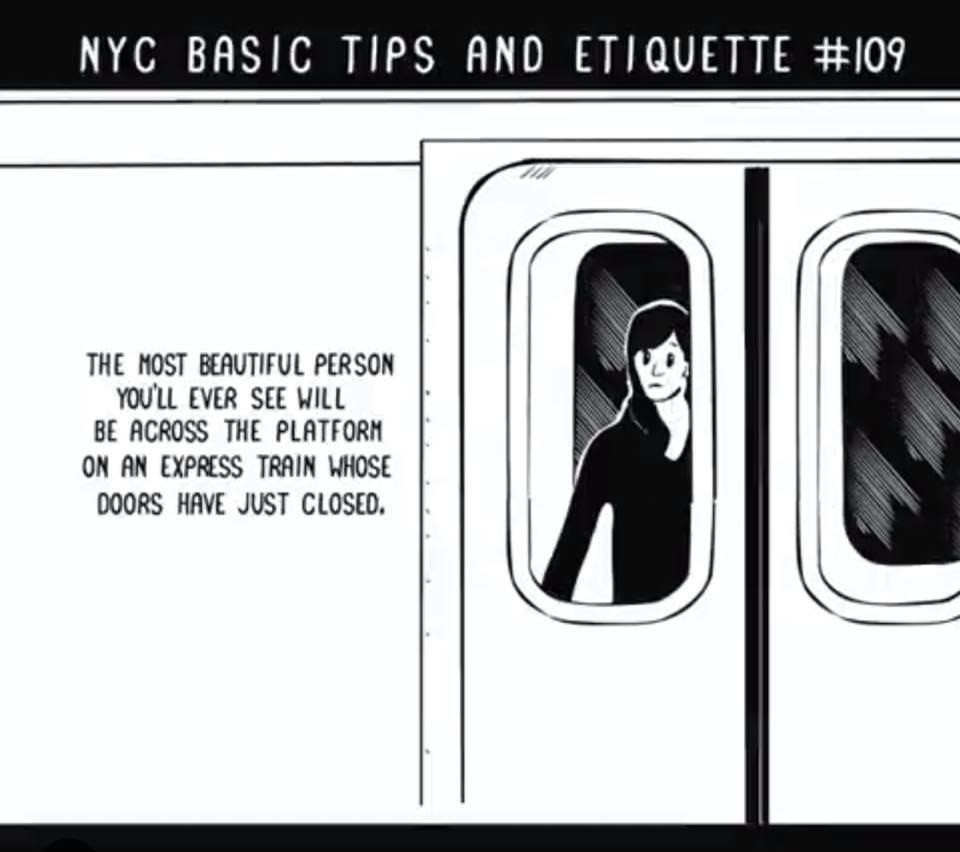 NYC BASIC TIPS AND ETIQUETTE #109
THE MOST BEAUTIFUL PERSON
YOU'LL EVER SEE WILL
BE ACROSS THE PLATFORM
ON AN EXPRESS TRAIN WHOSE
DOORS HAVE JUST CLOSED.